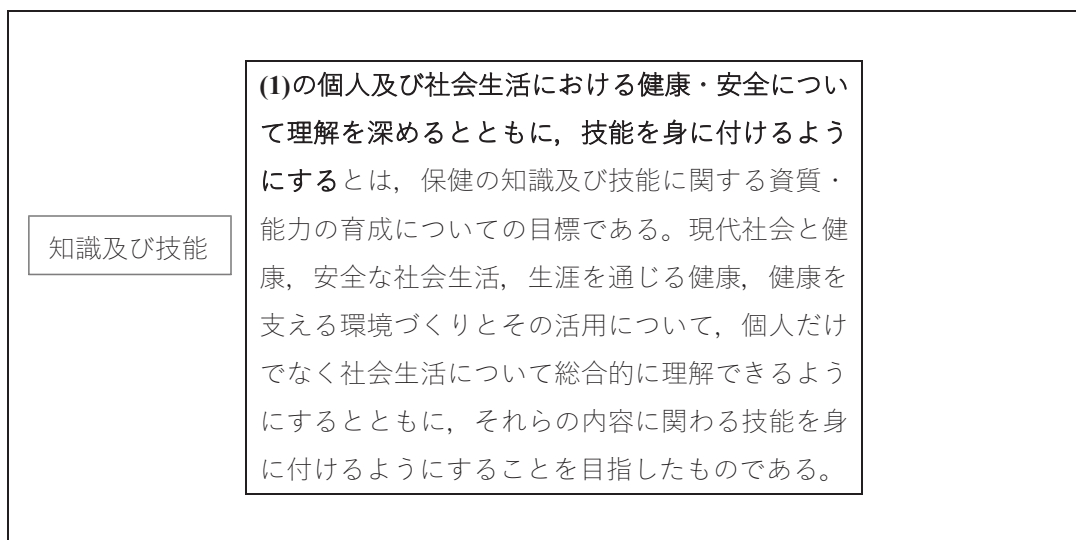 知識及び技能
(1)の個人及び社会生活における健康・安全につい
て理解を深めるとともに，技能を身に付けるよう
にするとは，保健の知識及び技能に関する資質・
能力の育成についての目標である。現代社会と健
康，安全な社会生活，生涯を通じる健康，健康を
支える環境づくりとその活用について，個人だけ
でなく社会生活について総合的に理解できるよう
にするとともに，それらの内容に関わる技能を身
に付けるようにすることを目指したものである。